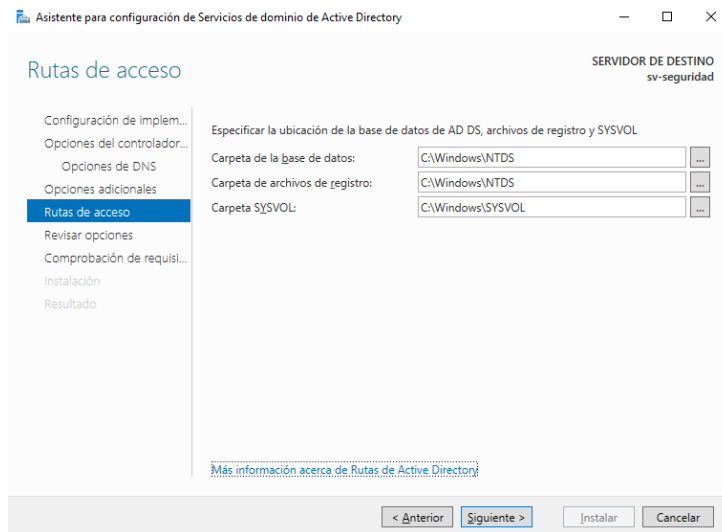 Asistente para configuración de Servicios de dominio de Active Directory
Rutas de acceso
SERVIDOR DE DESTINO
sv-seguridad
Configuración de implem...
Opciones del controlador...
Opciones de DNS
Opciones adicionales
Rutas de acceso
Revisar opciones
Comprobación de requisi...
Instalación
Resultado
Especificar la ubicación de la base de datos de AD DS, archivos de registro y SYSVOL
Carpeta de la base de datos: C:\Windows\NTDS ...
Carpeta de archivos de registro: C:\Windows\NTDS ...
Carpeta SYSVOL: C:\Windows\SYSVOL ...
Más información acerca de Rutas de Active Directory
< Anterior Siguiente > Instalar Cancelar